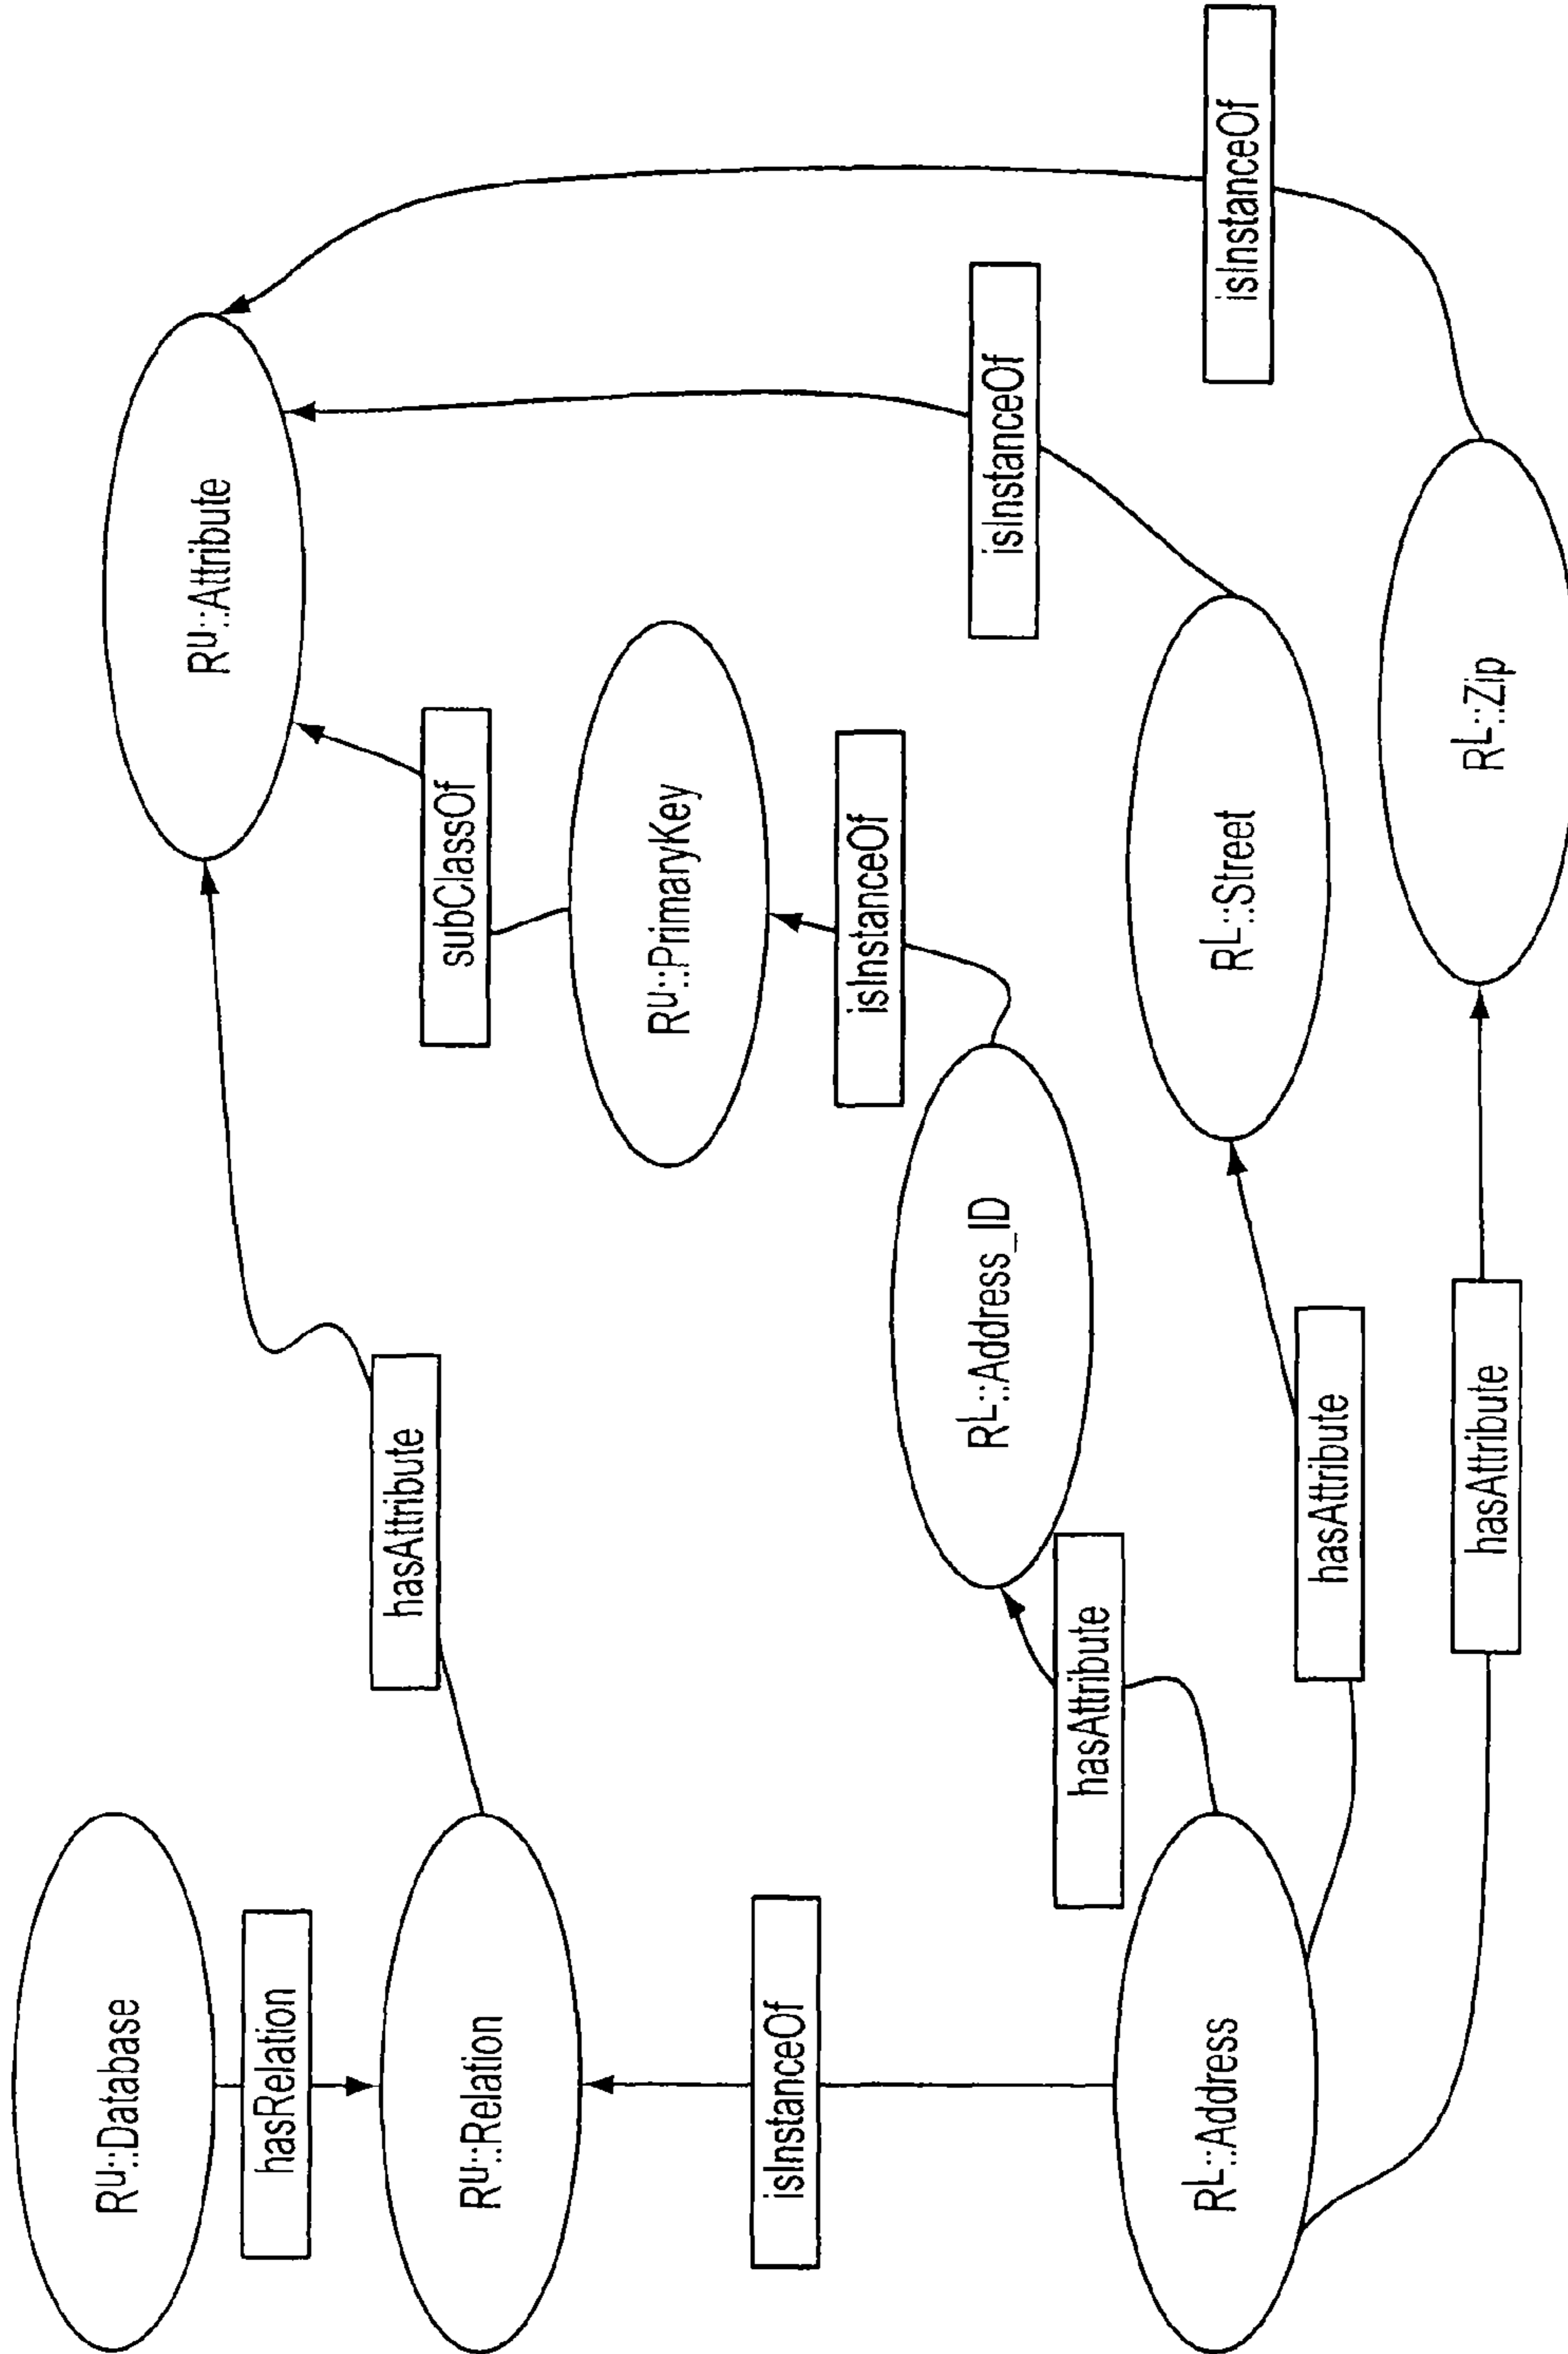 Rᵁ::Database
hasRelation
Rᵁ::Relation
hasAttribute
Rᵁ::Attribute
subClassOf
Rᵁ::PrimaryKey
isInstanceOf
isInstanceOf
isInstanceOf
isInstanceOf
Rᴸ::Address
hasAttribute
Rᴸ::Address_ID
hasAttribute
Rᴸ::Street
hasAttribute
Rᴸ::Zip